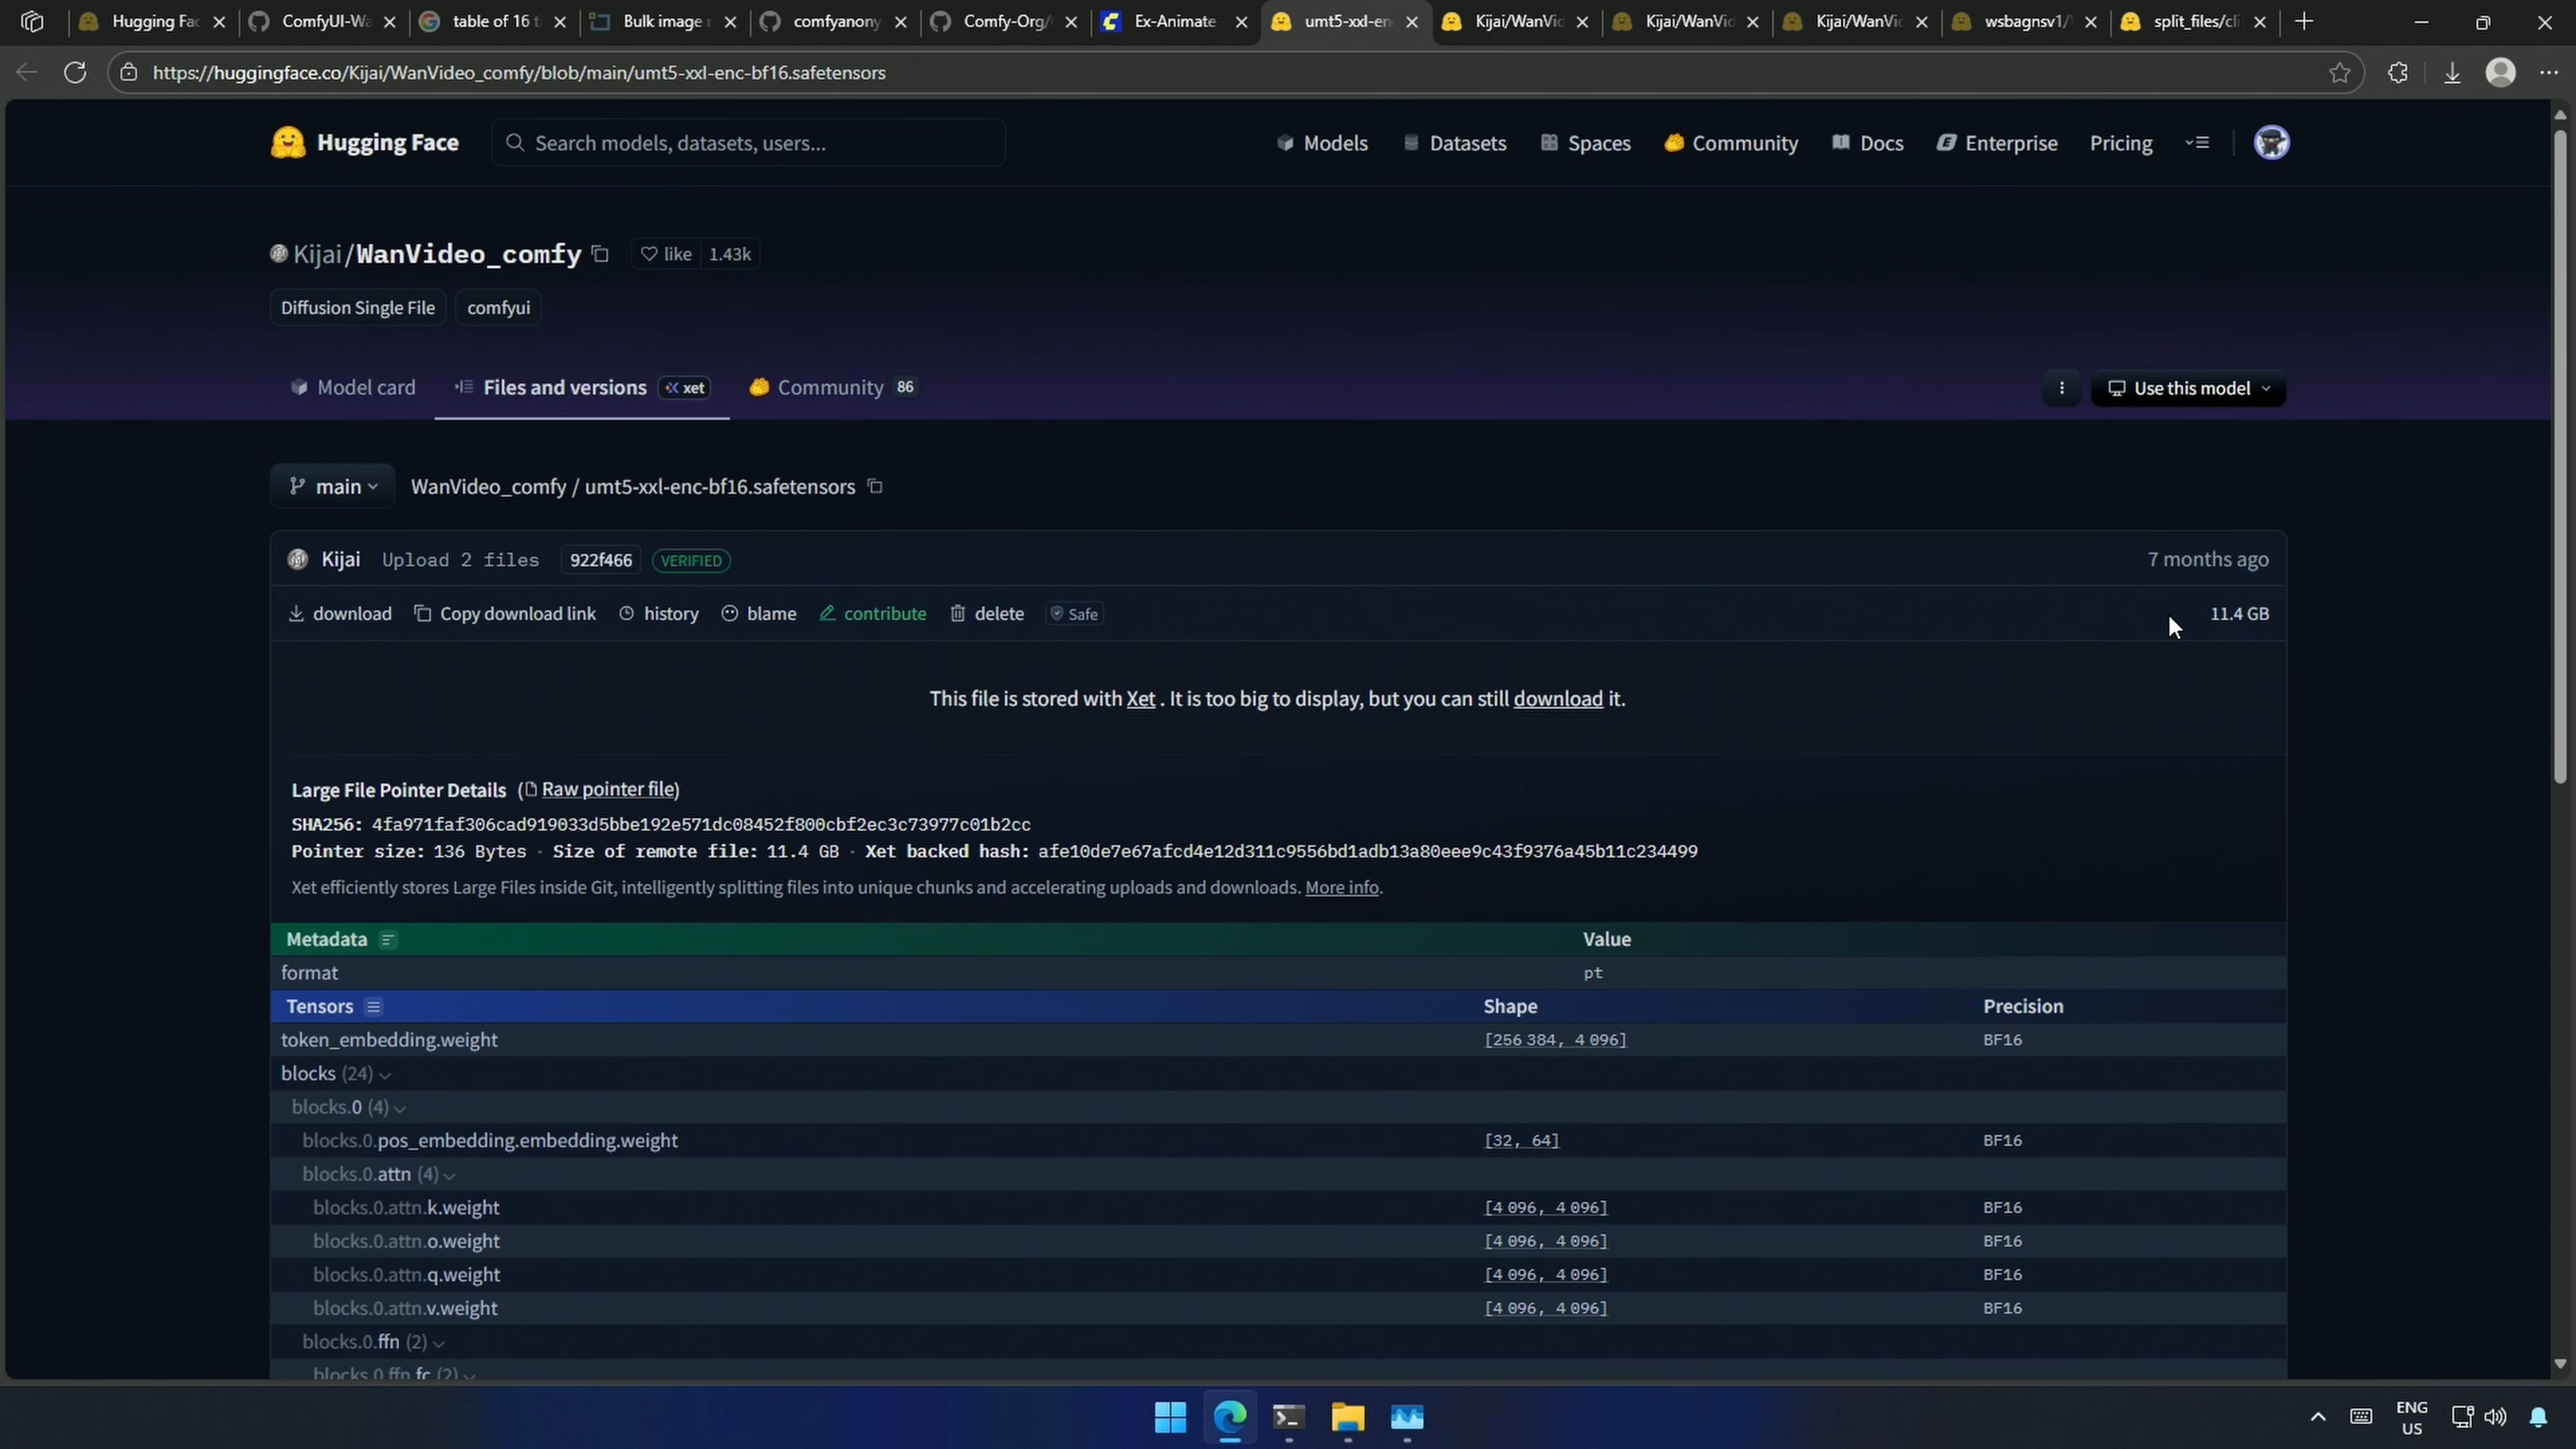 Hugging Fac
ComfyUI-Wa
table of 16 t
Bulk image r
comfyanony
Comfy-Org/
Ex-Animate
umt5-xxl-en
Kijai/WanVid
Kijai/WanVid
Kijai/WanVid
wsbagnsv1/
split_files/cli
https://huggingface.co/Kijai/WanVideo_comfy/blob/main/umt5-xxl-enc-bf16.safetensors
Hugging Face
Search models, datasets, users...
Models
Datasets
Spaces
Community
Docs
Enterprise
Pricing
Kijai/WanVideo_comfy
like 1.43k
Diffusion Single File
comfyui
Model card
Files and versions
xet
Community 86
Use this model
main
WanVideo_comfy / umt5-xxl-enc-bf16.safetensors
Kijai Upload 2 files 922f466 VERIFIED 7 months ago
download Copy download link history blame contribute delete Safe 11.4 GB
This file is stored with Xet . It is too big to display, but you can still download it.
Large File Pointer Details (Raw pointer file)
SHA256: 4fa971faf306cad919033d5bbe192e571dc08452f800cbf2ec3c73977c01b2cc
Pointer size: 136 Bytes · Size of remote file: 11.4 GB · Xet backed hash: afe10de7e67afcd4e12d311c9556bd1adb13a80eee9c43f9376a45b11c234499
Xet efficiently stores Large Files inside Git, intelligently splitting files into unique chunks and accelerating uploads and downloads. More info.
Metadata Value
format pt
Tensors Shape Precision
token_embedding.weight [256 384, 4 096] BF16
blocks (24)
blocks.0 (4)
blocks.0.pos_embedding.embedding.weight [32, 64] BF16
blocks.0.attn (4)
blocks.0.attn.k.weight [4 096, 4 096] BF16
blocks.0.attn.o.weight [4 096, 4 096] BF16
blocks.0.attn.q.weight [4 096, 4 096] BF16
blocks.0.attn.v.weight [4 096, 4 096] BF16
blocks.0.ffn (2)
blocks.0.ffn.fc (2)
ENG
US